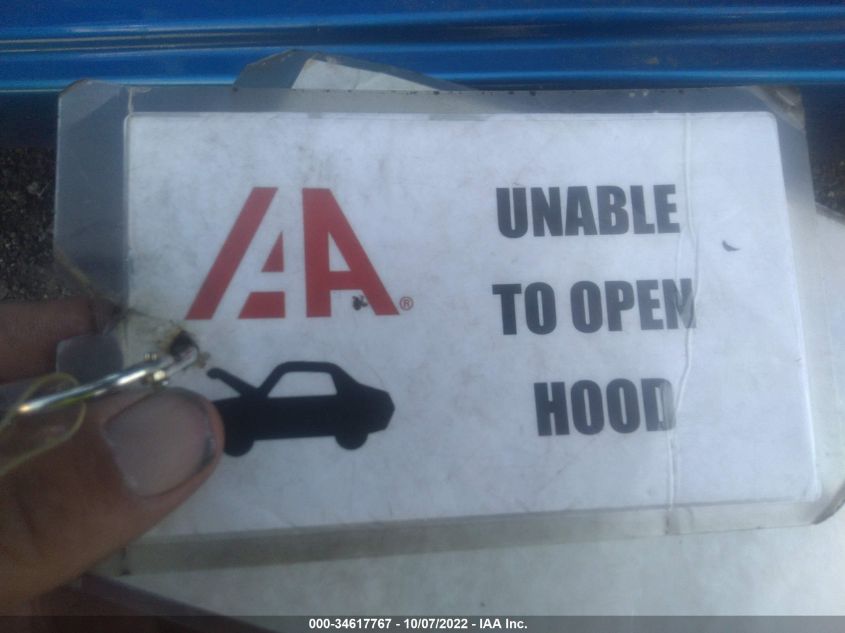 IAA®
UNABLE
TO OPEN
HOOD
000-34617767 - 10/07/2022 - IAA Inc.